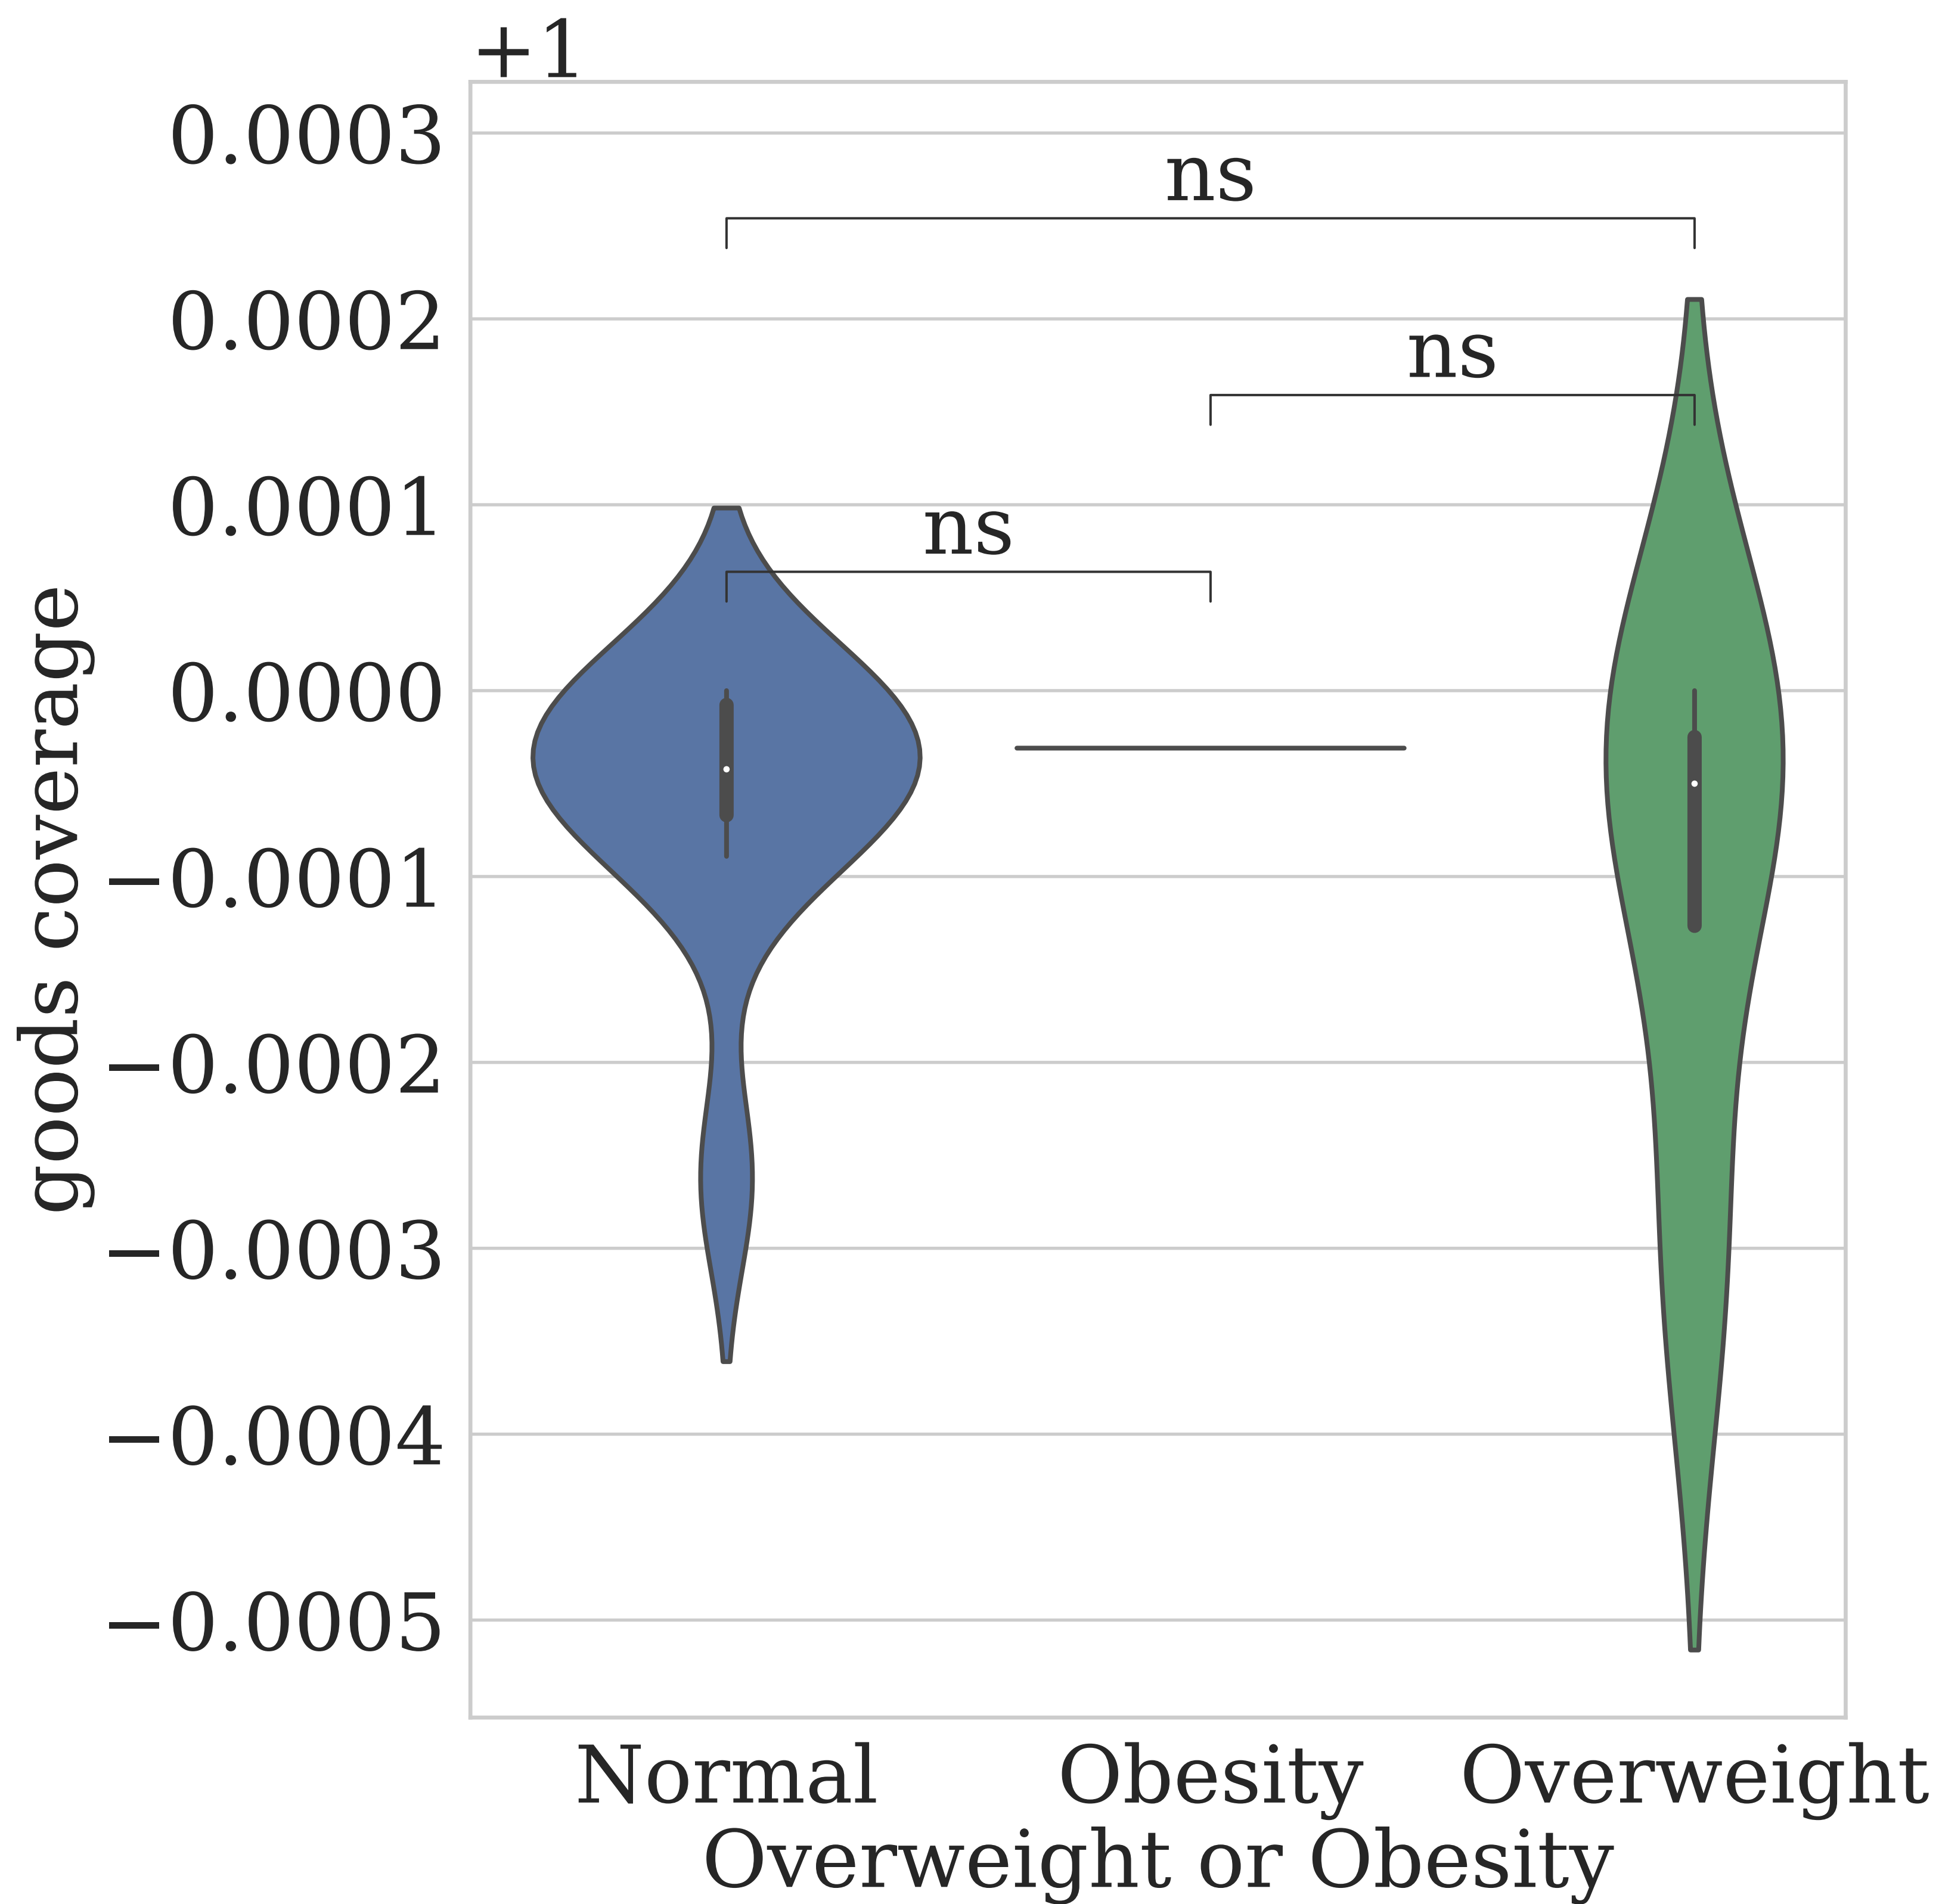 +1
0.0003
0.0002
0.0001
0.0000
−0.0001
−0.0002
−0.0003
−0.0004
−0.0005
goods coverage
ns
ns
ns
Normal Obesity Overweight
Overweight or Obesity